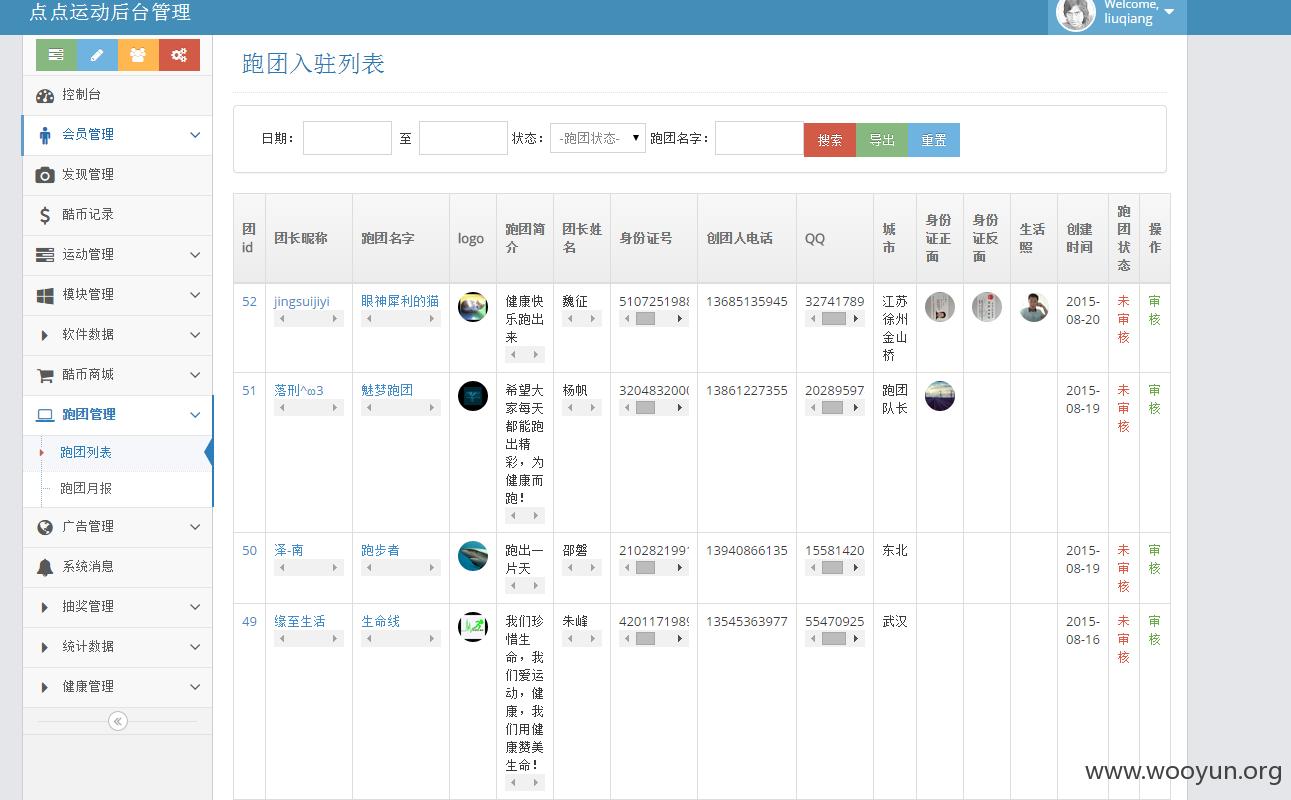 点点运动后台管理
Welcome,
liuqiang
控制台
会员管理
发现管理
酷币记录
运动管理
模块管理
软件数据
酷币商城
跑团管理
跑团列表
跑团月报
广告管理
系统消息
抽奖管理
统计数据
健康管理
跑团入驻列表
日期： 至 状态： -跑团状态- 跑团名字： 搜索 导出 重置
团id 团长昵称 跑团名字 logo 跑团简介 团长姓名 身份证号 创团人电话 QQ 城市 身份证正面 身份证反面 生活照 创建时间 跑团状态 操作
52 jingsuijiyi 眼神犀利的猫 健康快乐跑出来 魏征 5107251988 13685135945 32741789 江苏徐州金山桥 2015-08-20 未审核 审核
51 落刑^ω3 魅梦跑团 希望大家每天都能跑出精彩，为健康而跑！ 杨帆 3204832000 13861227355 20289597 跑团队长 2015-08-19 未审核 审核
50 泽-南 跑步者 跑出一片天 邵磐 2102821991 13940866135 15581420 东北 2015-08-19 未审核 审核
49 缘至生活 生命线 我们珍惜生命，我们爱运动，健康，我们用健康赞美生命！ 朱峰 4201171989 13545363977 55470925 武汉 2015-08-16 未审核 审核
www.wooyun.org